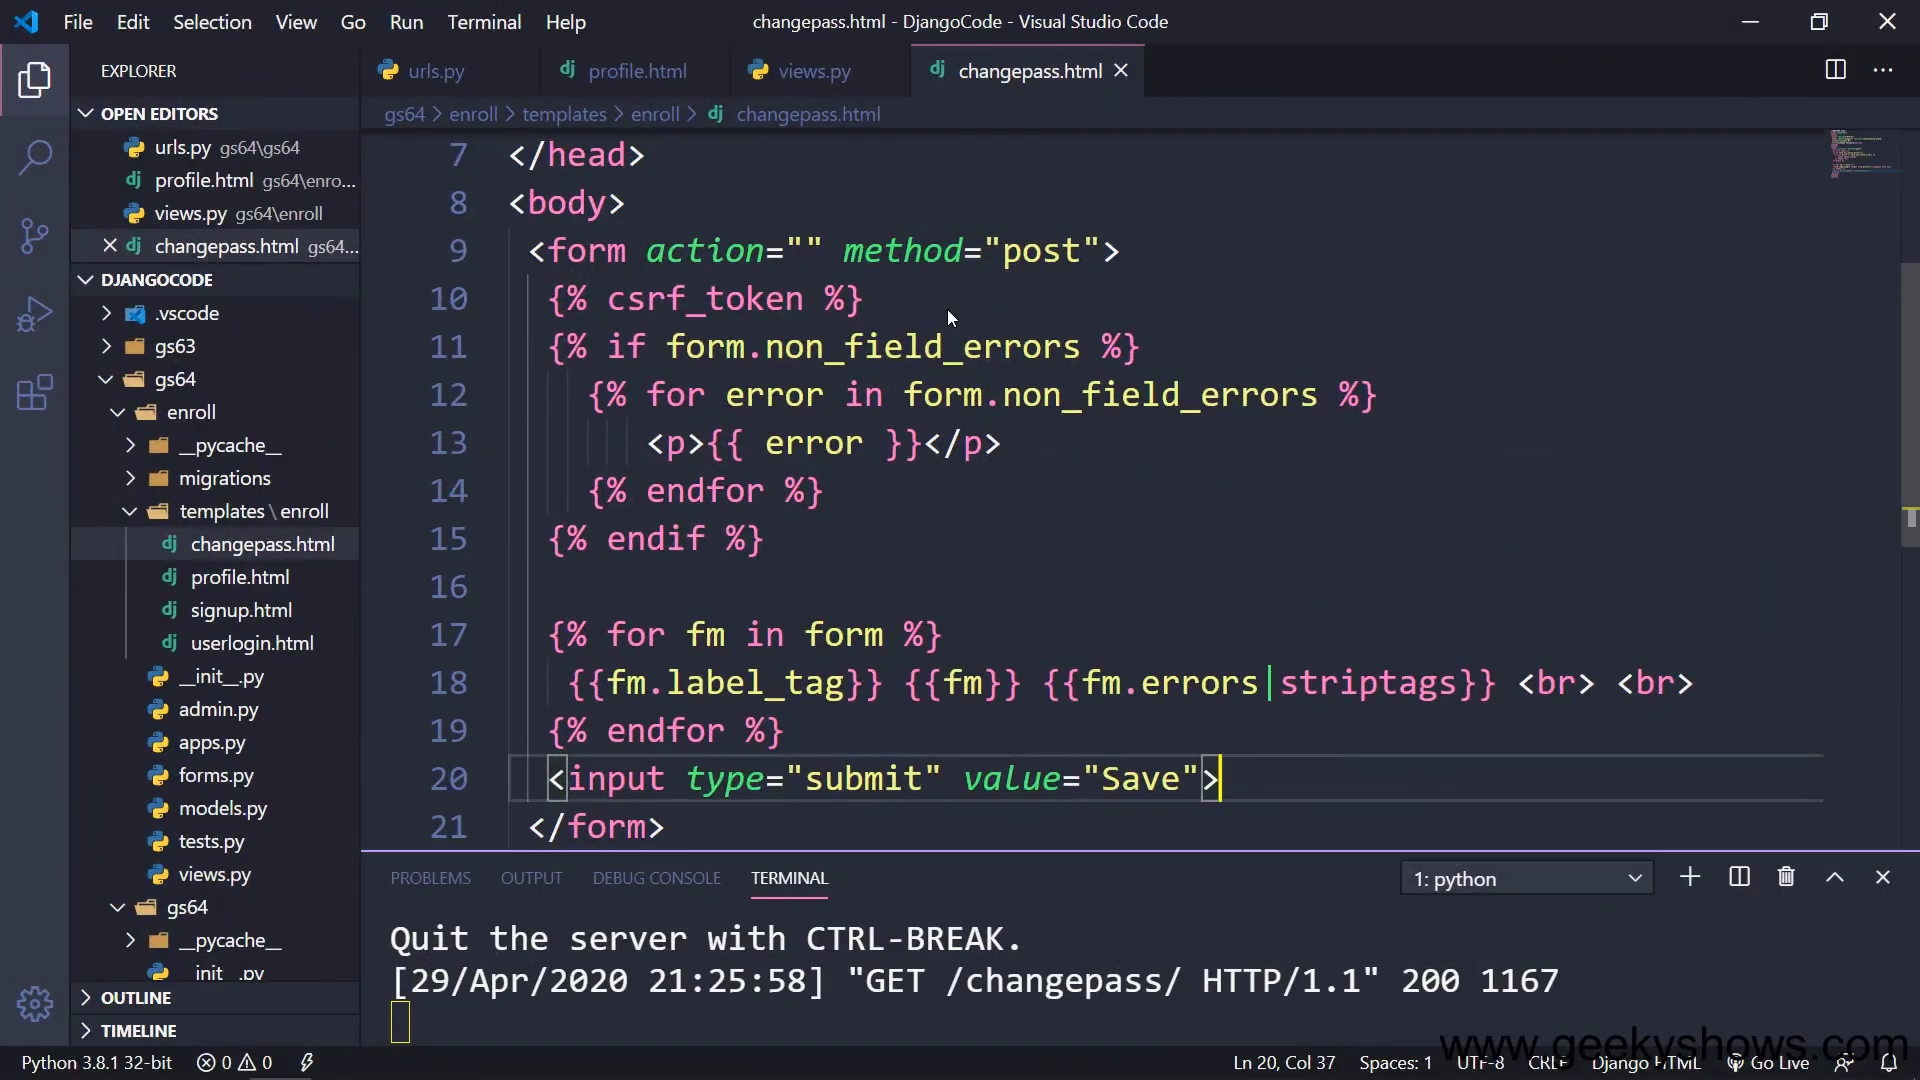 File Edit Selection View Go Run Terminal Help changepass.html - DjangoCode - Visual Studio Code
EXPLORER
OPEN EDITORS
urls.py gs64\gs64
profile.html gs64\enro...
views.py gs64\enroll
changepass.html gs64...
DJANGOCODE
.vscode
gs63
gs64
enroll
__pycache__
migrations
templates \ enroll
changepass.html
profile.html
signup.html
userlogin.html
__init__.py
admin.py
apps.py
forms.py
models.py
tests.py
views.py
gs64
__pycache__
__init__.py
OUTLINE
TIMELINE
urls.py profile.html views.py changepass.html
gs64 > enroll > templates > enroll > changepass.html
7 </head>
8 <body>
9 <form action="" method="post">
10 {% csrf_token %}
11 {% if form.non_field_errors %}
12 {% for error in form.non_field_errors %}
13 <p>{{ error }}</p>
14 {% endfor %}
15 {% endif %}
16
17 {% for fm in form %}
18 {{fm.label_tag}} {{fm}} {{fm.errors|striptags}} <br> <br>
19 {% endfor %}
20 <input type="submit" value="Save">
21 </form>
PROBLEMS OUTPUT DEBUG CONSOLE TERMINAL 1: python
Quit the server with CTRL-BREAK.
[29/Apr/2020 21:25:58] "GET /changepass/ HTTP/1.1" 200 1167
www.geekyshows.com
Python 3.8.1 32-bit 0 0 Ln 20, Col 37 Spaces: 1 UTF-8 CRLF Django HTML Go Live